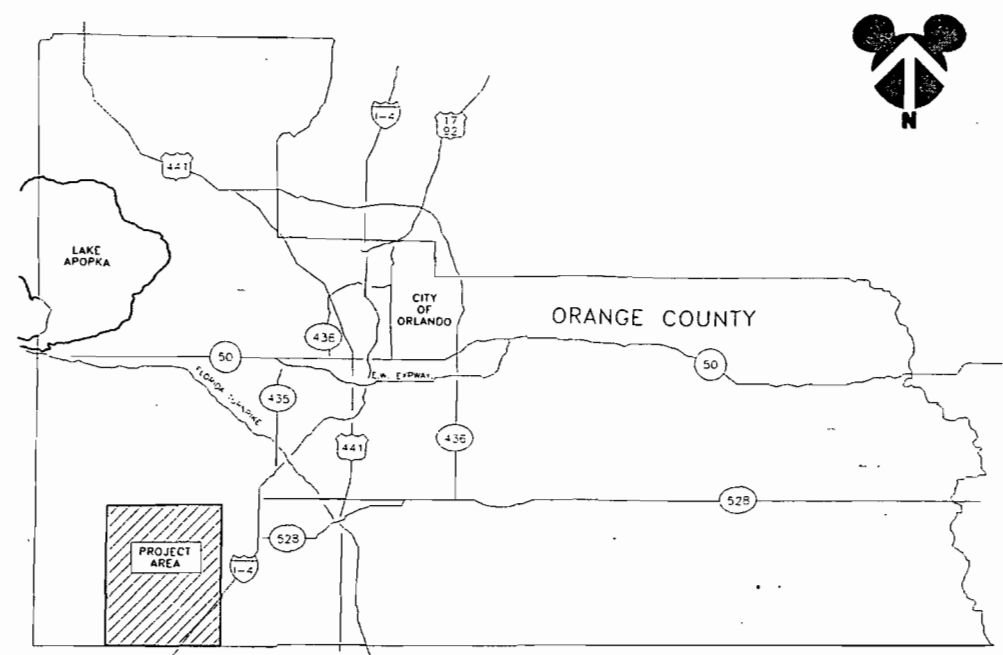 N
I-4
17
92
441
LAKE
APOPKA
CITY
OF
ORLANDO
ORANGE COUNTY
436
50
50
E.W. EXPWAY
FLORIDA TURNPIKE
435
441
436
528
528
PROJECT
AREA
I-4